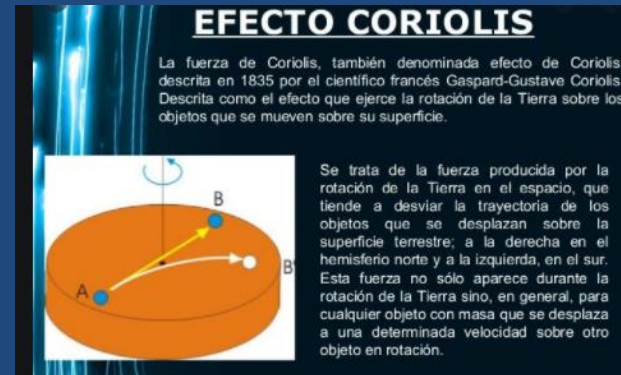 EFECTO CORIOLIS
La fuerza de Coriolis, también denominada efecto de Coriolis
descrita en 1835 por el científico francés Gaspard-Gustave Coriolis
Descrita como el efecto que ejerce la rotación de la Tierra sobre los
objetos que se mueven sobre su superficie.
B
B'
A
Se trata de la fuerza producida por la
rotación de la Tierra en el espacio, que
tiende a desviar la trayectoria de los
objetos que se desplazan sobre la
superficie terrestre; a la derecha en el
hemisferio norte y a la izquierda, en el sur.
Esta fuerza no sólo aparece durante la
rotación de la Tierra sino, en general, para
cualquier objeto con masa que se desplaza
a una determinada velocidad sobre otro
objeto en rotación.